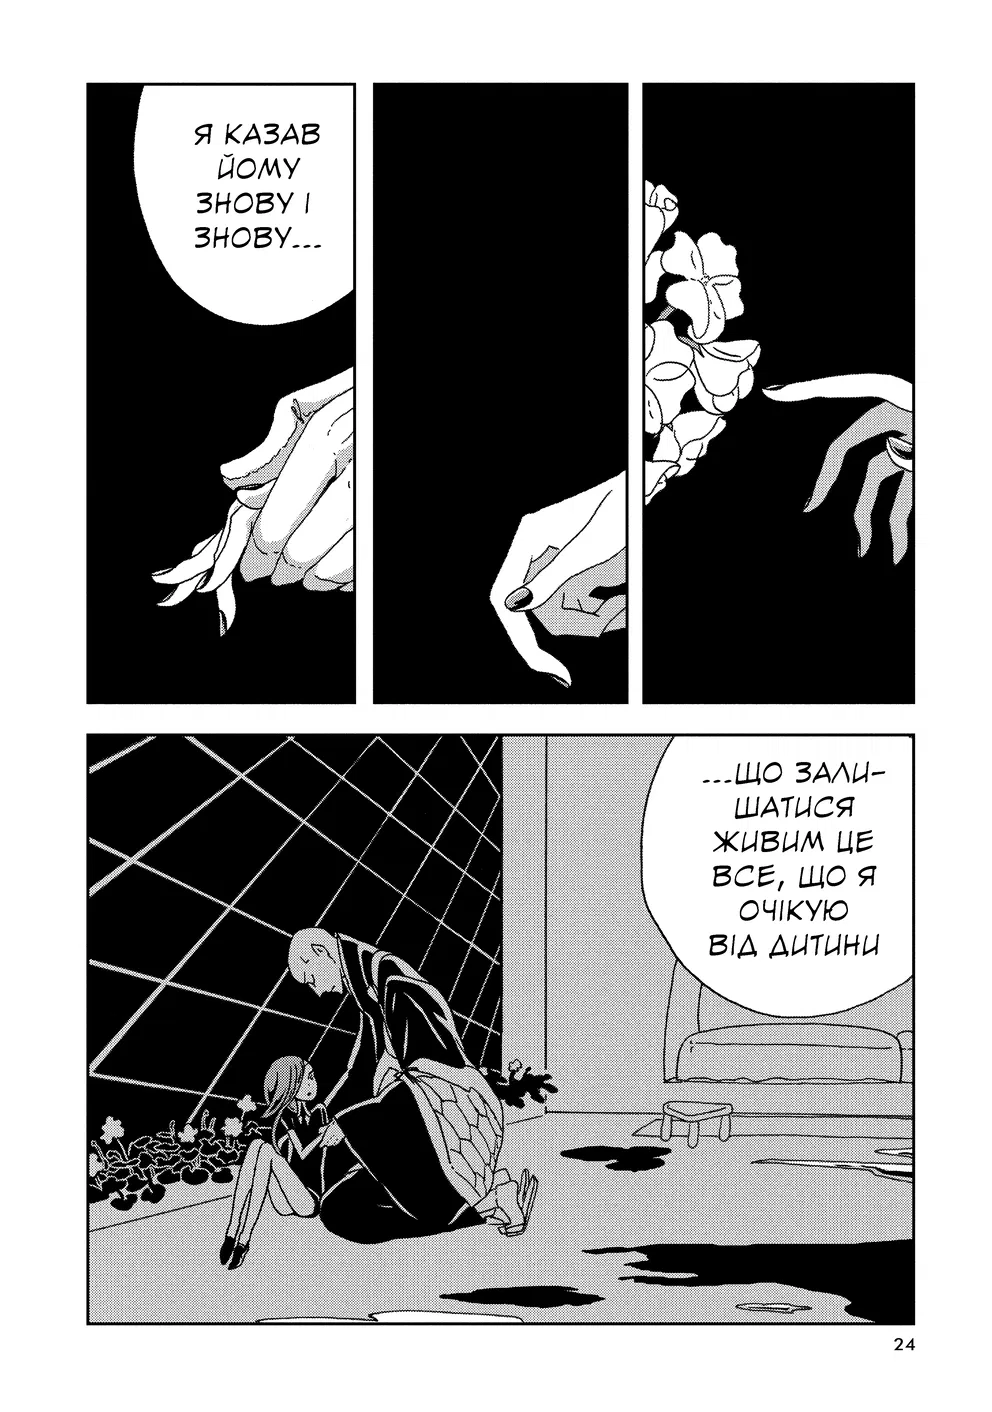 Я КАЗАВ
ЙОМУ
ЗНОВУ І
ЗНОВУ...
...ЩО ЗАЛИ-
ШАТИСЯ
ЖИВИМ ЦЕ
ВСЕ, ЩО Я
ОЧІКУЮ
ВІД ДИТИНИ
24